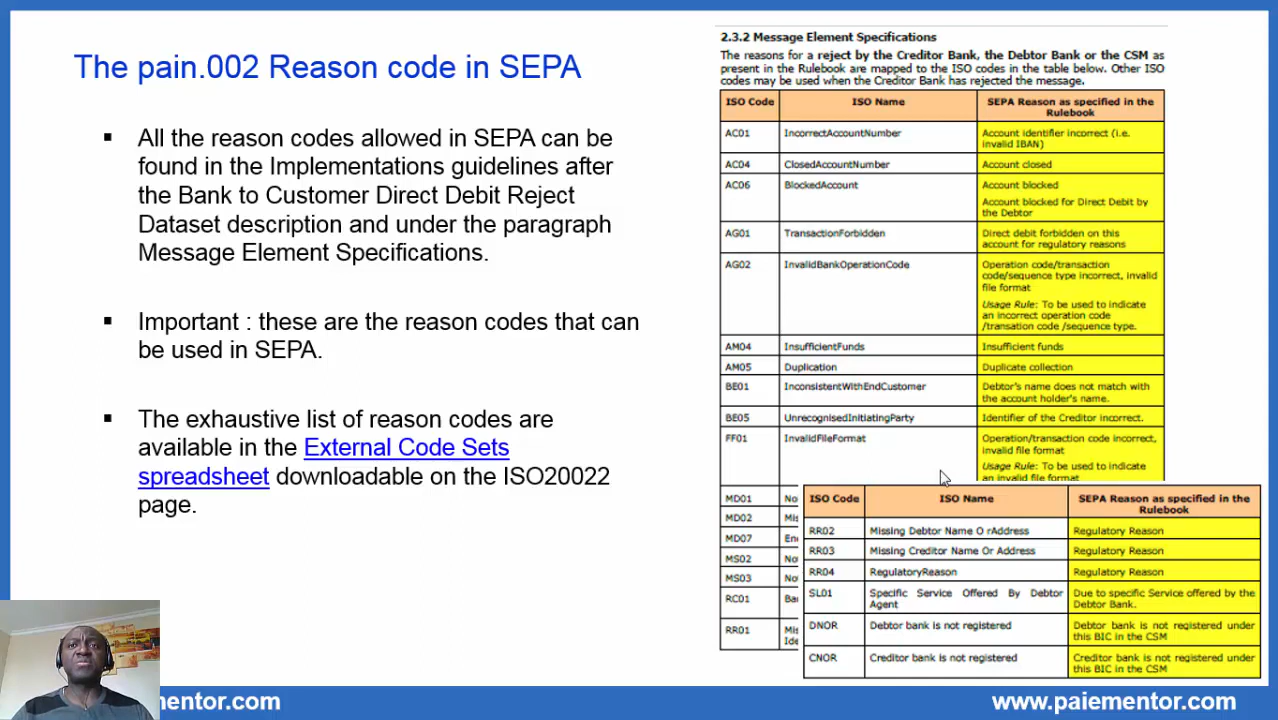 The pain.002 Reason code in SEPA
▪ All the reason codes allowed in SEPA can be
found in the Implementations guidelines after
the Bank to Customer Direct Debit Reject
Dataset description and under the paragraph
Message Element Specifications.
▪ Important : these are the reason codes that can
be used in SEPA.
▪ The exhaustive list of reason codes are
available in the External Code Sets
spreadsheet downloadable on the ISO20022
page.
2.3.2 Message Element Specifications
The reasons for a reject by the Creditor Bank, the Debtor Bank or the CSM as
present in the Rulebook are mapped to the ISO codes in the table below. Other ISO
codes may be used when the Creditor Bank has rejected the message.
ISO Code ISO Name SEPA Reason as specified in the
Rulebook
AC01 IncorrectAccountNumber Account identifier incorrect (i.e.
invalid IBAN)
AC04 ClosedAccountNumber Account closed
AC06 BlockedAccount Account blocked
Account blocked for Direct Debit by
the Debtor
AG01 TransactionForbidden Direct debit forbidden on this
account for regulatory reasons
AG02 InvalidBankOperationCode Operation code/transaction
code/sequence type incorrect, invalid
file format
Usage Rule: To be used to indicate
an incorrect operation code
/transation code /sequence type.
AM04 InsufficientFunds Insufficient funds
AM05 Duplication Duplicate collection
BE01 InconsistentWithEndCustomer Debtor's name does not match with
the account holder's name.
BE05 UnrecognisedInitiatingParty Identifier of the Creditor incorrect.
FF01 InvalidFileFormat Operation/transaction code incorrect,
invalid file format
Usage Rule: To be used to indicate
an invalid file format
MD01 No
MD02 Mis
MD07 En
MS02 No
MS03 No
RC01 Ba
RR01 Mis
Ide
ISO Code ISO Name SEPA Reason as specified in the
Rulebook
RR02 Missing Debtor Name O rAddress Regulatory Reason
RR03 Missing Creditor Name Or Address Regulatory Reason
RR04 RegulatoryReason Regulatory Reason
SL01 Specific Service Offered By Debtor
Agent Due to specific Service offered by the
Debtor Bank.
DNOR Debtor bank is not registered Debtor bank is not registered under
this BIC in the CSM
CNOR Creditor bank is not registered Creditor bank is not registered under
this BIC in the CSM
mentor.com www.paiementor.com